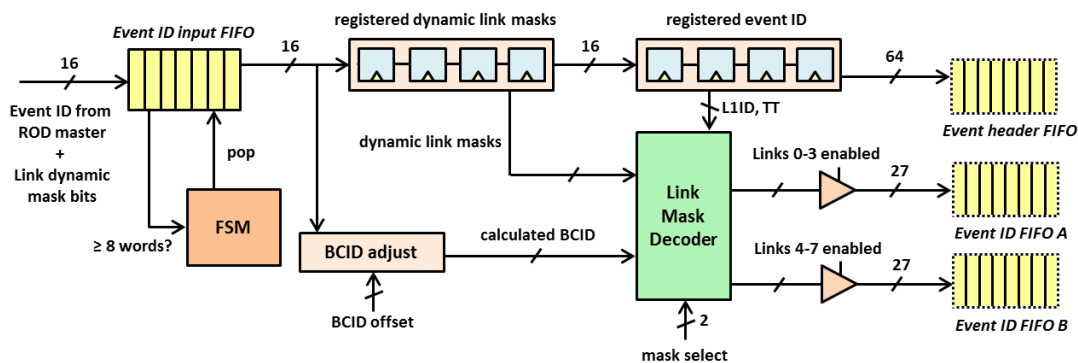 registered dynamic link masks
registered event ID
Event ID input FIFO
16
16
16
64
Event ID from
ROD master
+
Link dynamic
mask bits
pop
FSM
≥ 8 words?
dynamic link masks
L1ID, TT
Event header FIFO
Link
Mask
Decoder
Links 0-3 enabled
27
Event ID FIFO A
BCID adjust
calculated BCID
Links 4-7 enabled
27
BCID offset
2
mask select
Event ID FIFO B